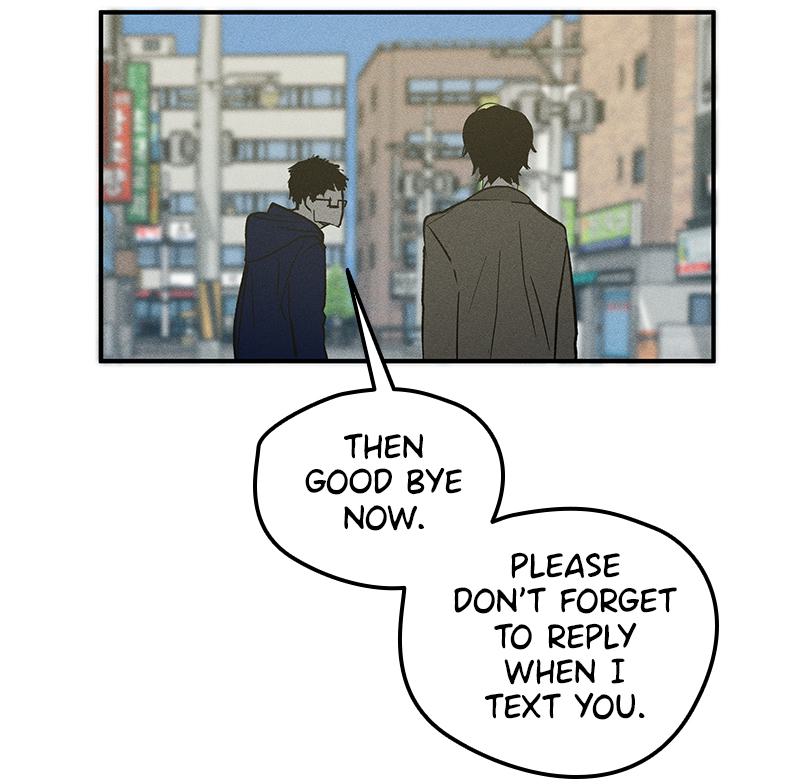 THEN
GOOD BYE
NOW.
PLEASE
DON'T FORGET
TO REPLY
WHEN I
TEXT YOU.